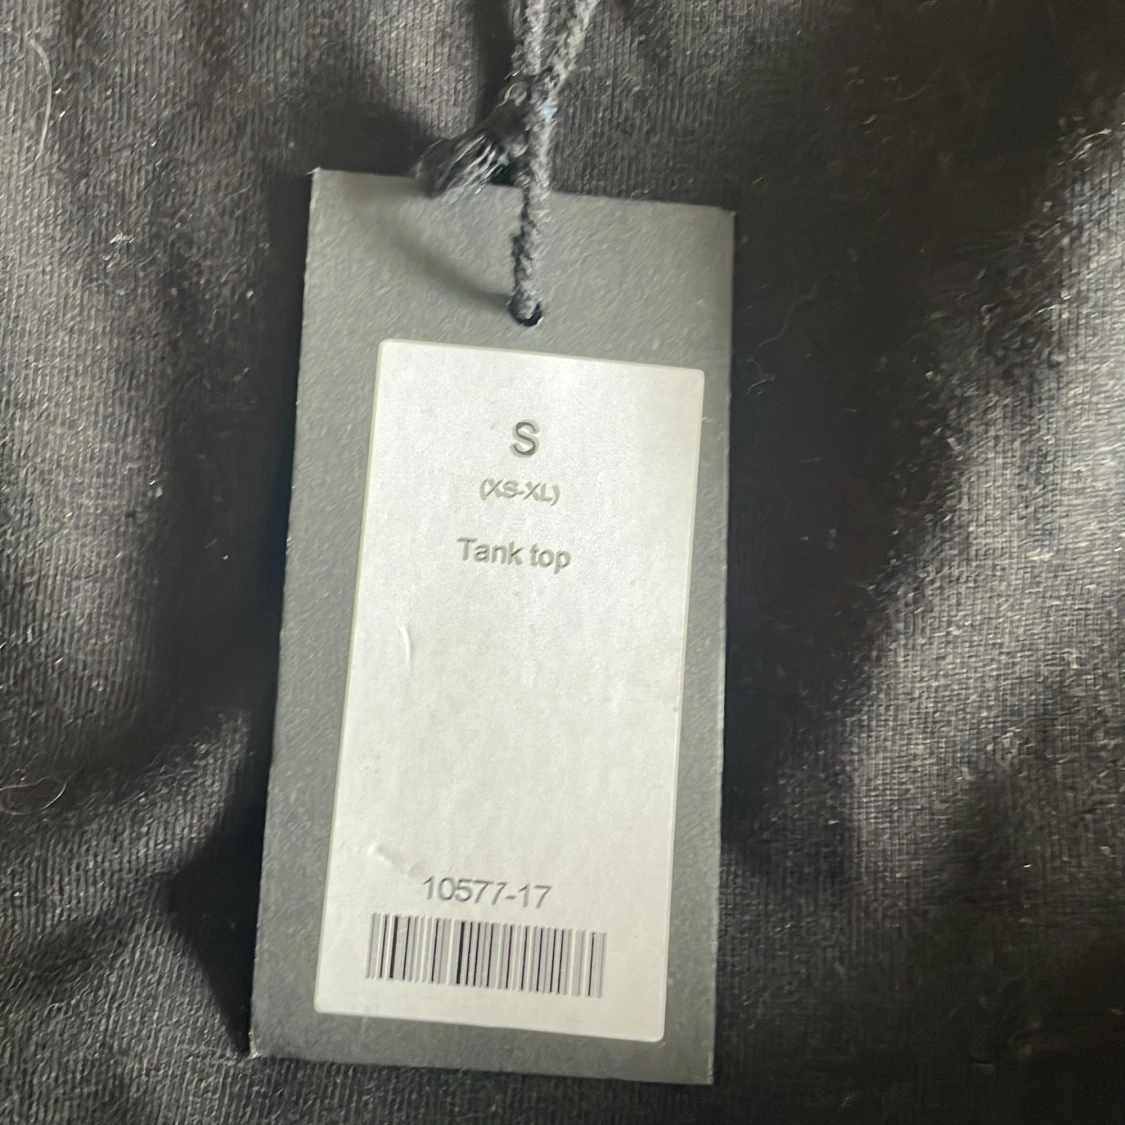 S
(XS-XL)
Tank top
10577-17